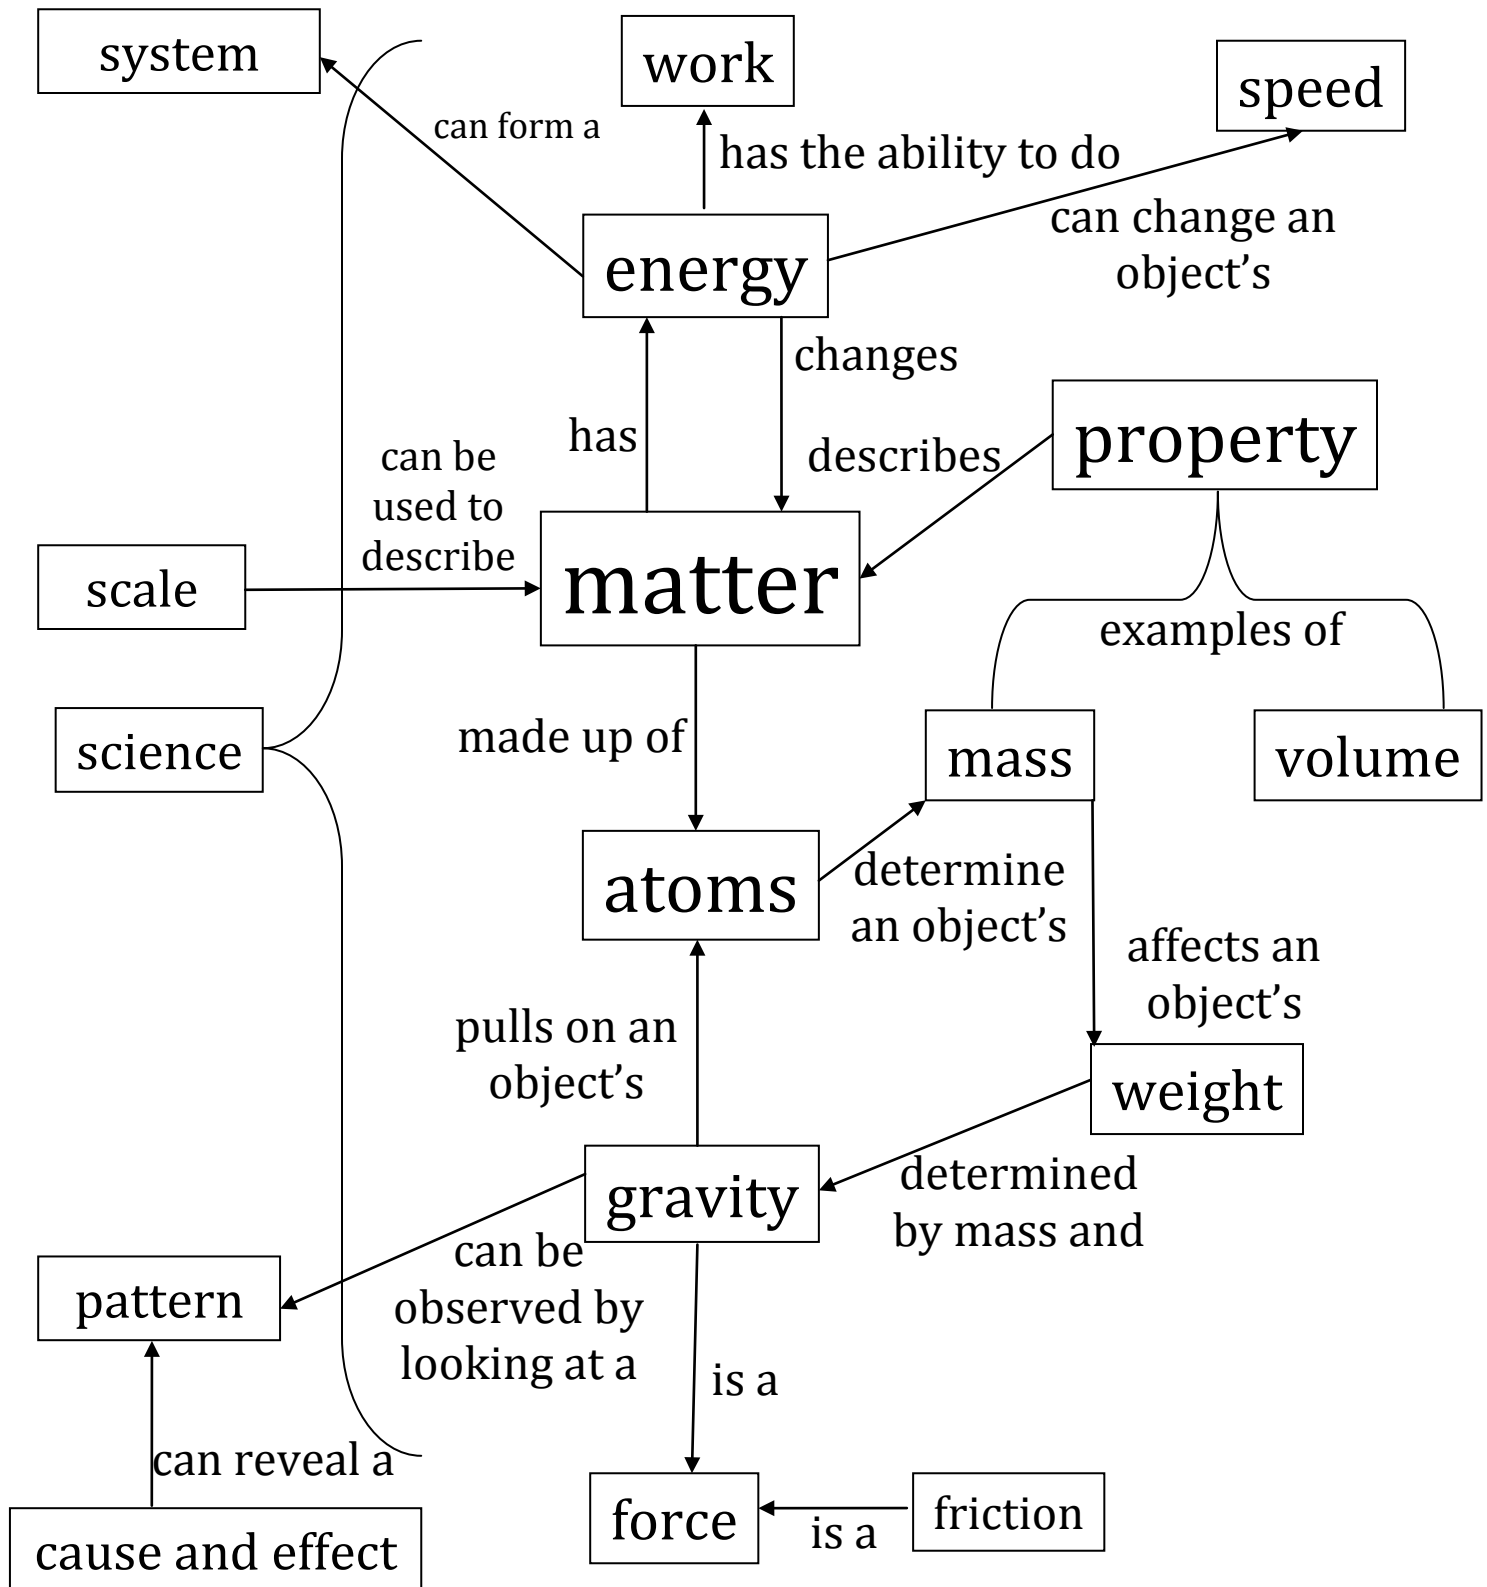 system
work
speed
can form a
has the ability to do
can change an
object’s
energy
changes
has
property
describes
can be
used to
describe
scale
matter
examples of
science
made up of
mass
volume
atoms
determine
an object’s
affects an
object’s
pulls on an
object’s
weight
gravity
determined
by mass and
can be
observed by
looking at a
pattern
is a
can reveal a
force
is a
friction
cause and effect